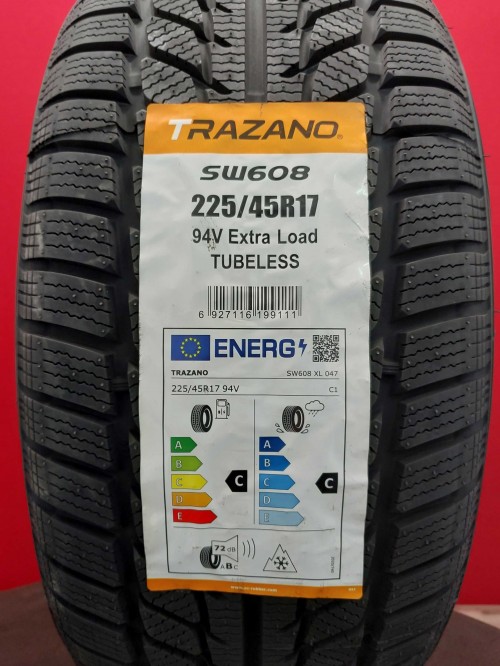 TRAZANO®
SW608
225/45R17
94V Extra Load
TUBELESS
6 927116 199111
ENERG
TRAZANO
SW608 XL 047
225/45R17 94V
C1
A
B
C
D
E
C
A
B
C
D
E
C
72 dB
ABC